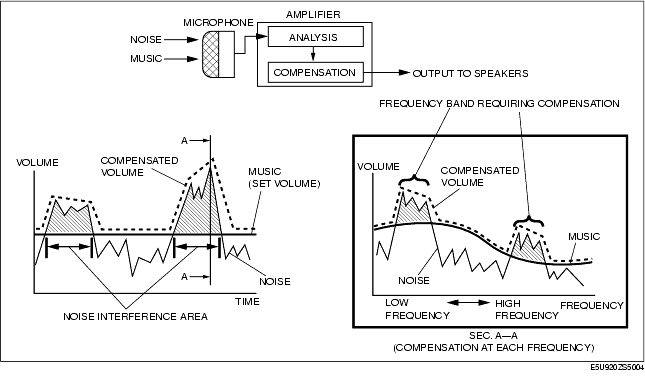 AMPLIFIER
MICROPHONE
NOISE
MUSIC
ANALYSIS
COMPENSATION
OUTPUT TO SPEAKERS
FREQUENCY BAND REQUIRING COMPENSATION
A
VOLUME
COMPENSATED
VOLUME
MUSIC
(SET VOLUME)
A
NOISE
TIME
NOISE INTERFERENCE AREA
VOLUME
COMPENSATED
VOLUME
MUSIC
NOISE
LOW
FREQUENCY
HIGH
FREQUENCY
FREQUENCY
SEC. A—A
(COMPENSATION AT EACH FREQUENCY)
E5U920ZS5004